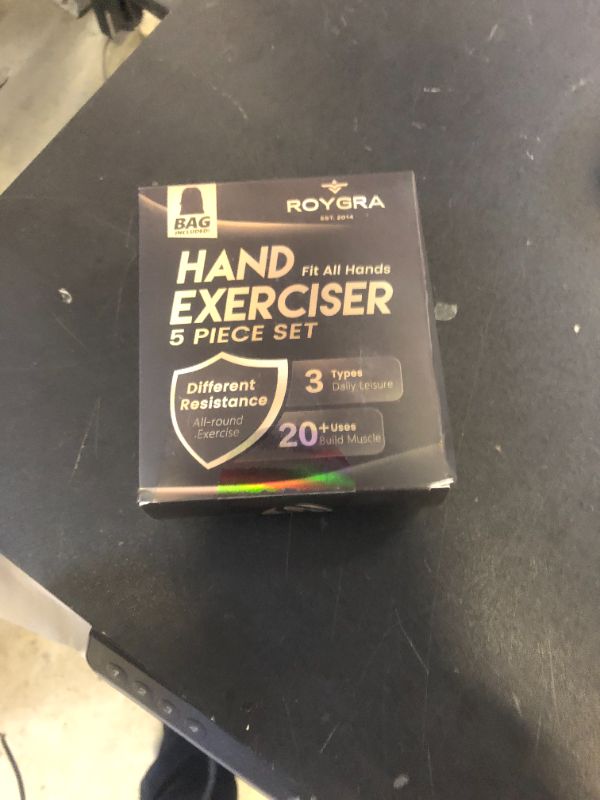 BAG
INCLUDED!
ROYGRA
EST. 2014
HAND Fit All Hands
EXERCISER
5 PIECE SET
Different
Resistance
All-round
Exercise
3 Types
Daily Leisure
20+ Uses
Build Muscle